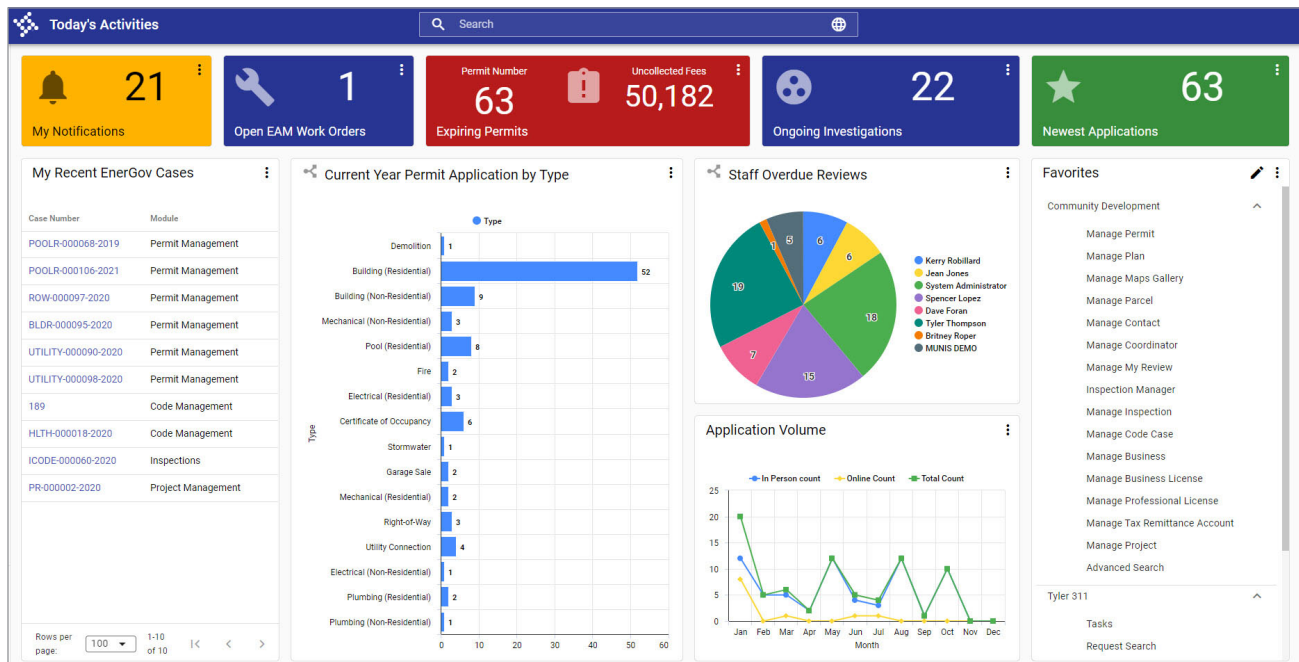 Today's Activities
Search
21
My Notifications
1
Open EAM Work Orders
Permit Number
63
Uncollected Fees
50,182
Expiring Permits
22
Ongoing Investigations
63
Newest Applications
My Recent EnerGov Cases
Case Number Module
POOLR-000068-2019 Permit Management
POOLR-000106-2021 Permit Management
ROW-000097-2020 Permit Management
BLDR-000095-2020 Permit Management
UTILITY-000090-2020 Permit Management
UTILITY-000098-2020 Permit Management
189 Code Management
HLTH-000018-2020 Code Management
ICODE-000060-2020 Inspections
PR-000002-2020 Project Management
Rows per page: 100 1-10 of 10
Current Year Permit Application by Type
Type
Type
Demolition 1
Building (Residential) 52
Building (Non-Residential) 9
Mechanical (Non-Residential) 3
Pool (Residential) 8
Fire 2
Electrical (Residential) 3
Certificate of Occupancy 6
Stormwater 1
Garage Sale 2
Mechanical (Residential) 2
Right-of-Way 3
Utility Connection 4
Electrical (Non-Residential) 1
Plumbing (Residential) 2
Plumbing (Non-Residential) 1
0 10 20 30 40 50 60
Staff Overdue Reviews
6
6
18
15
7
19
1
5
Kerry Robillard
Jean Jones
System Administrator
Spencer Lopez
Dave Foran
Tyler Thompson
Britney Roper
MUNIS DEMO
Application Volume
In Person count Online Count Total Count
25
20
15
10
5
0
Jan Feb Mar Apr May Jun Jul Aug Sep Oct Nov Dec
Month
Favorites
Community Development
Manage Permit
Manage Plan
Manage Maps Gallery
Manage Parcel
Manage Contact
Manage Coordinator
Manage My Review
Inspection Manager
Manage Inspection
Manage Code Case
Manage Business
Manage Business License
Manage Professional License
Manage Tax Remittance Account
Manage Project
Advanced Search
Tyler 311
Tasks
Request Search